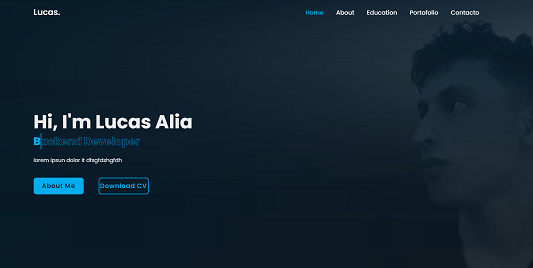 Lucas.
Home About Education Portofolio Contacto
Hi, I'm Lucas Alia
Backend Developer
lorem ipsun dolor it dfsgfdshgfdh
About Me Download CV